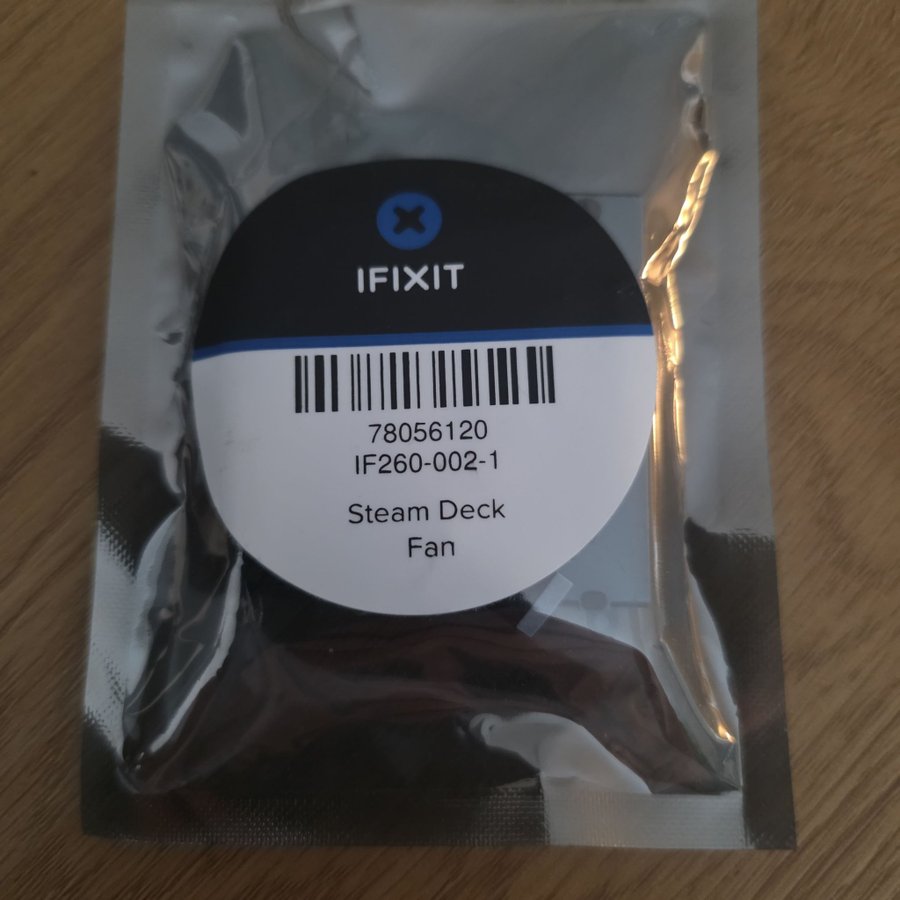 IFIXIT
78056120
IF260-002-1
Steam Deck
Fan